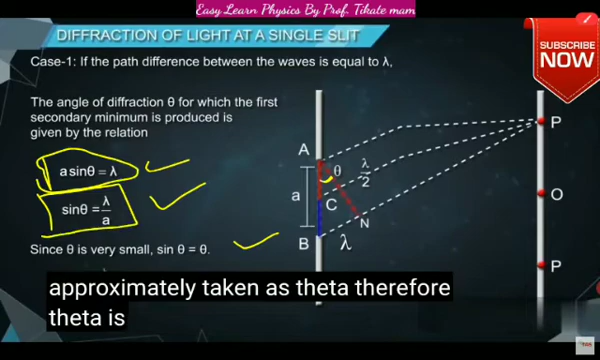 Easy Learn Physics By Prof. Tikate mam
DIFFRACTION OF LIGHT AT A SINGLE SLIT
SUBSCRIBE
NOW
Case-1: If the path difference between the waves is equal to λ,
The angle of diffraction θ for which the first
secondary minimum is produced is
given by the relation
a sinθ = λ
sinθ = λ/a
Since θ is very small, sin θ = θ.
A
θ
λ/2
a
C
B
λ
N
P
O
P
approximately taken as theta therefore
theta is